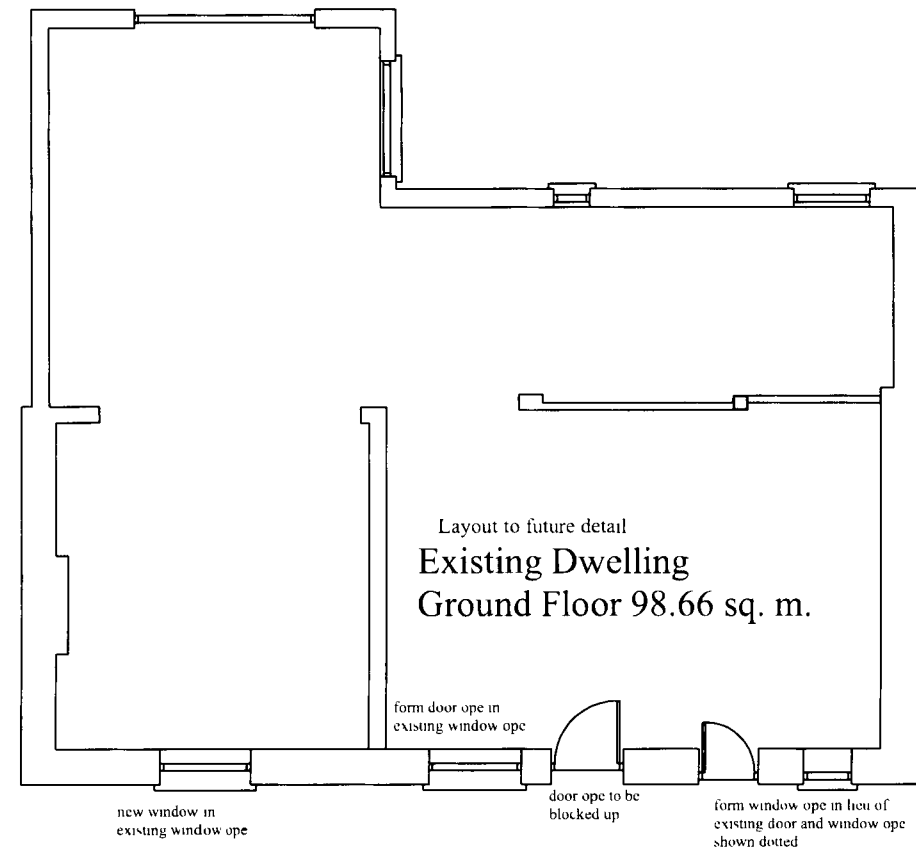 Layout to future detail
Existing Dwelling
Ground Floor 98.66 sq. m.
form door ope in
existing window ope
new window in
existing window ope
door ope to be
blocked up
form window ope in lieu of
existing door and window ope
shown dotted